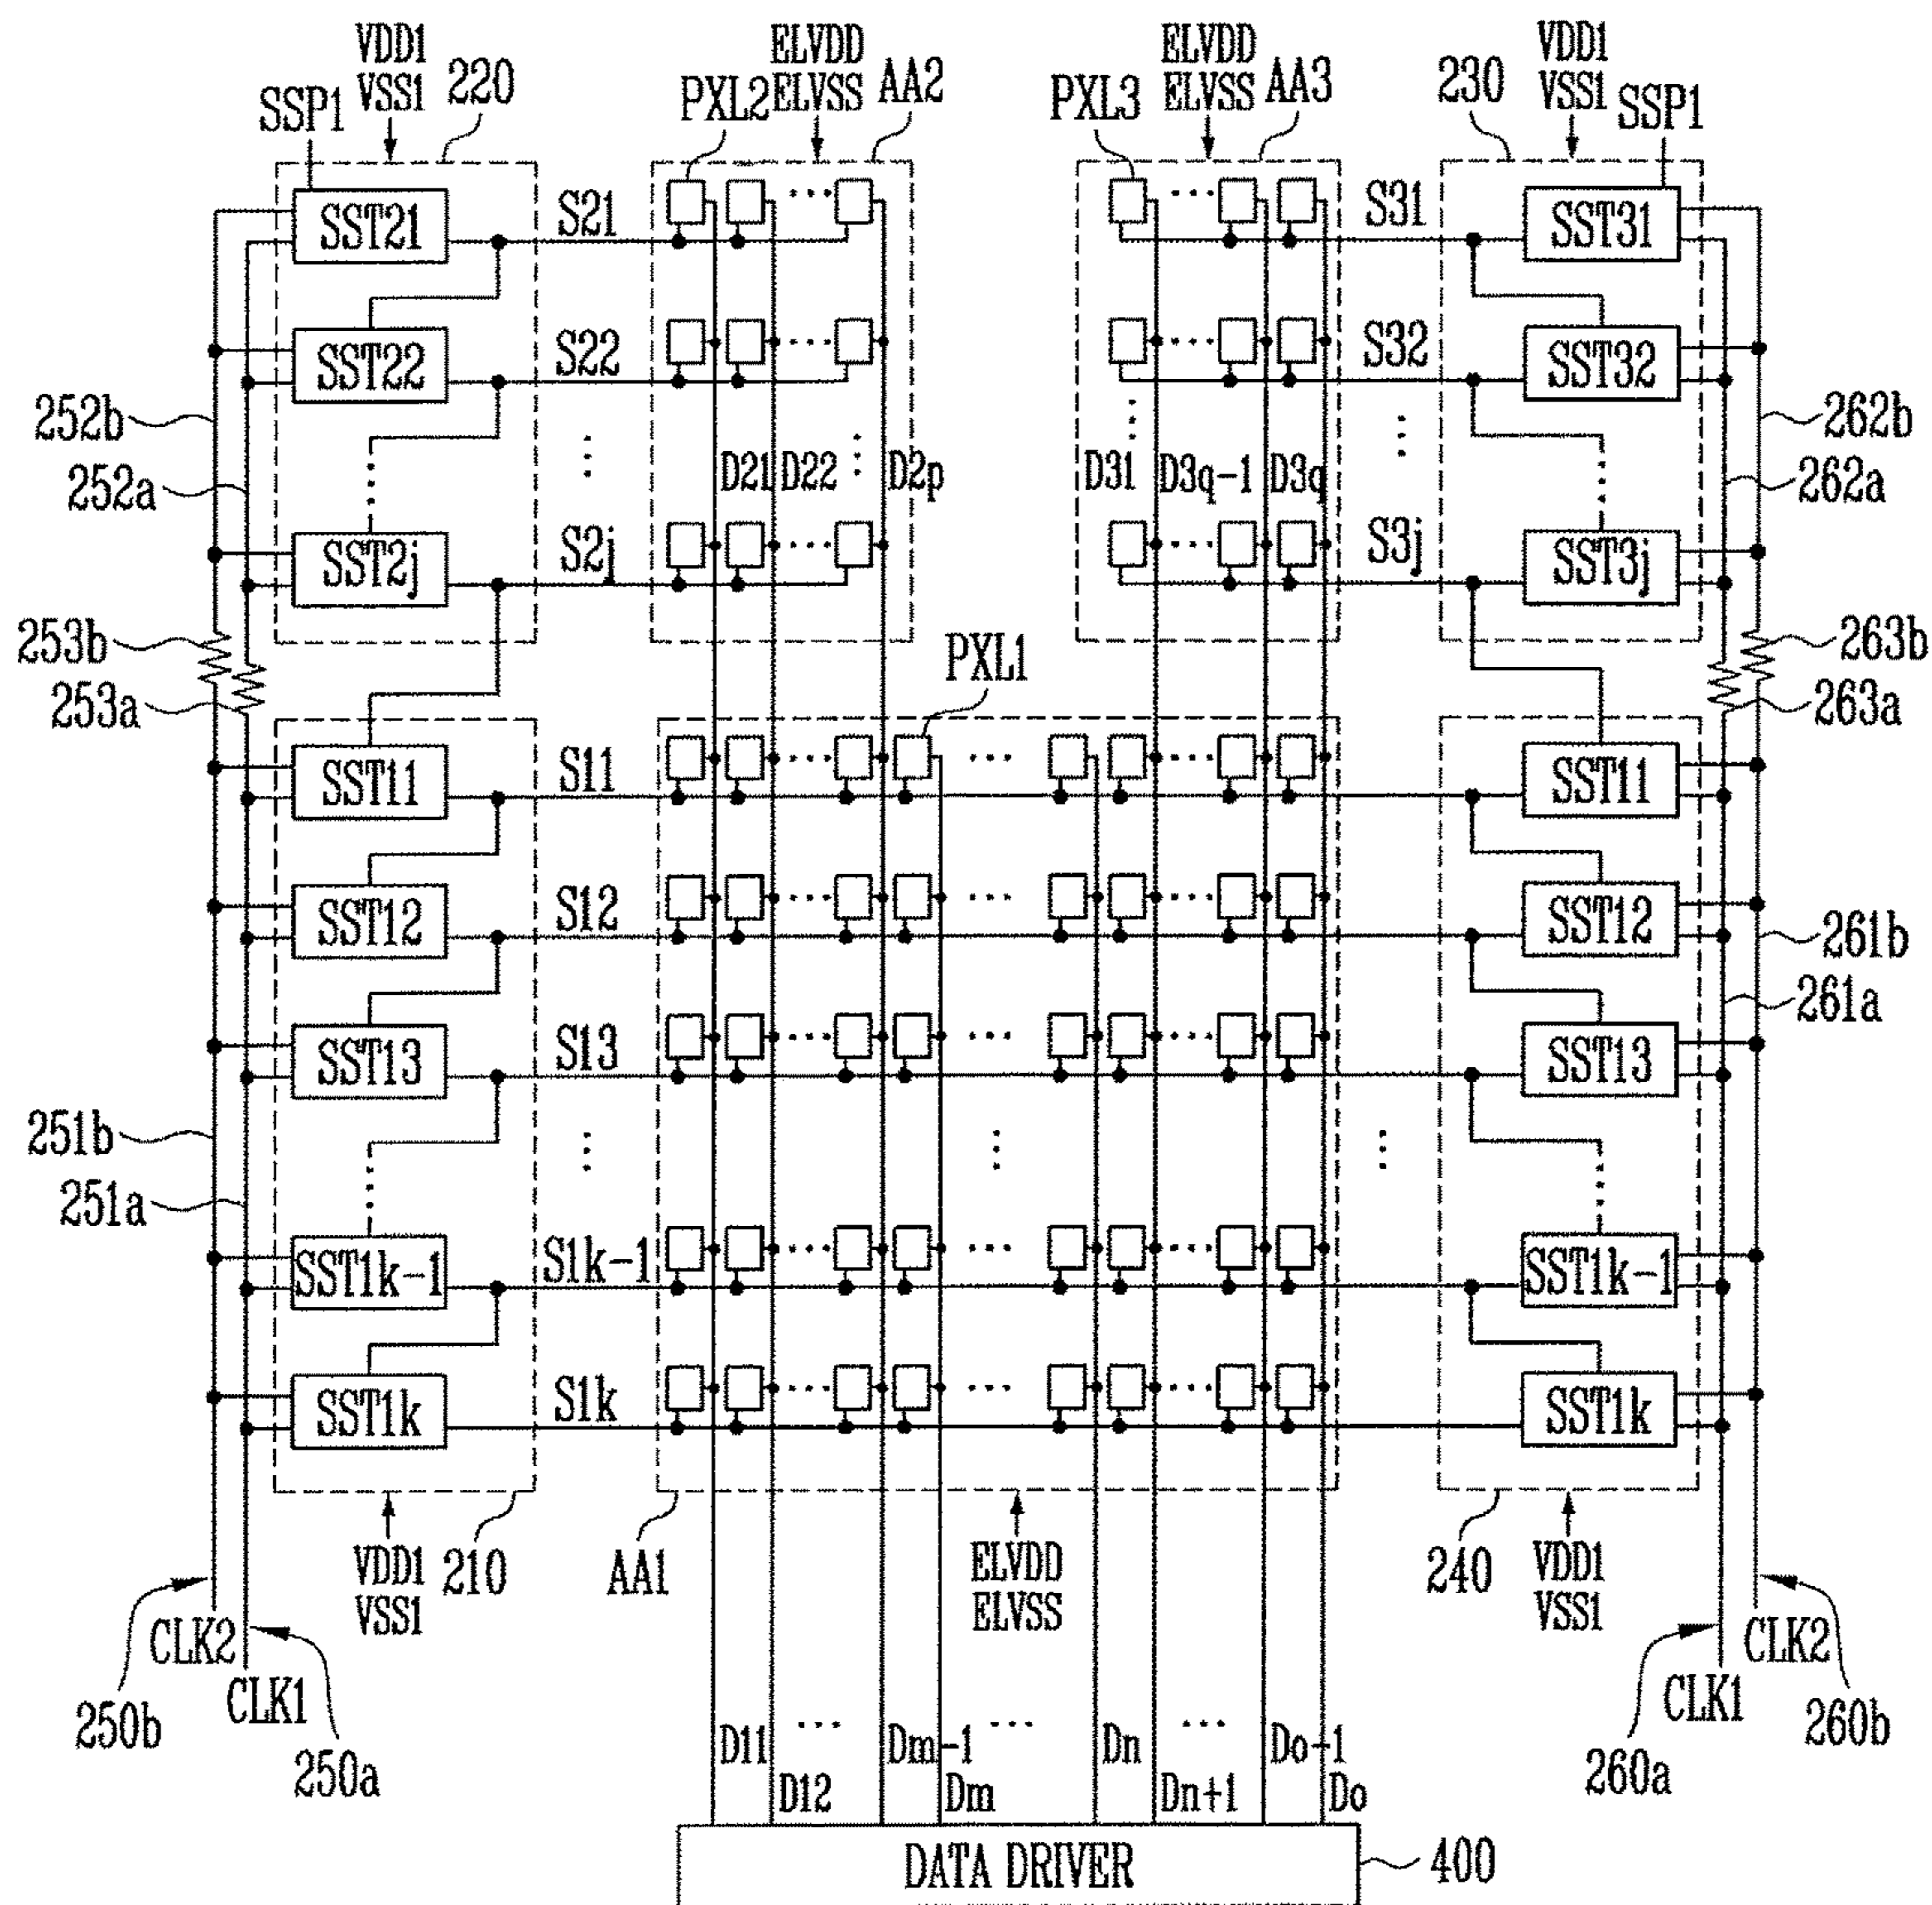 VDD1
VSS1
220
SSP1
ELVDD
ELVSS
AA2
PXL2
ELVDD
ELVSS
AA3
PXL3
VDD1
VSS1
230
SSP1
SST21
S21
S31
SST31
SST22
S22
S32
SST32
252b
262b
252a
D21
D22
D2p
D31
D3q-1
D3q
262a
SST2j
S2j
S3j
SST3j
253b
263b
253a
PXL1
263a
SST11
S11
SST11
SST12
S12
SST12
261b
261a
SST13
S13
SST13
251b
251a
SST1k-1
S1k-1
SST1k-1
SST1k
S1k
SST1k
VDD1
VSS1
210
AA1
ELVDD
ELVSS
240
VDD1
VSS1
CLK2
CLK1
250b
250a
CLK1
CLK2
260a
260b
D11
D12
Dm-1
Dm
Dn
Dn+1
Do-1
Do
DATA DRIVER
400